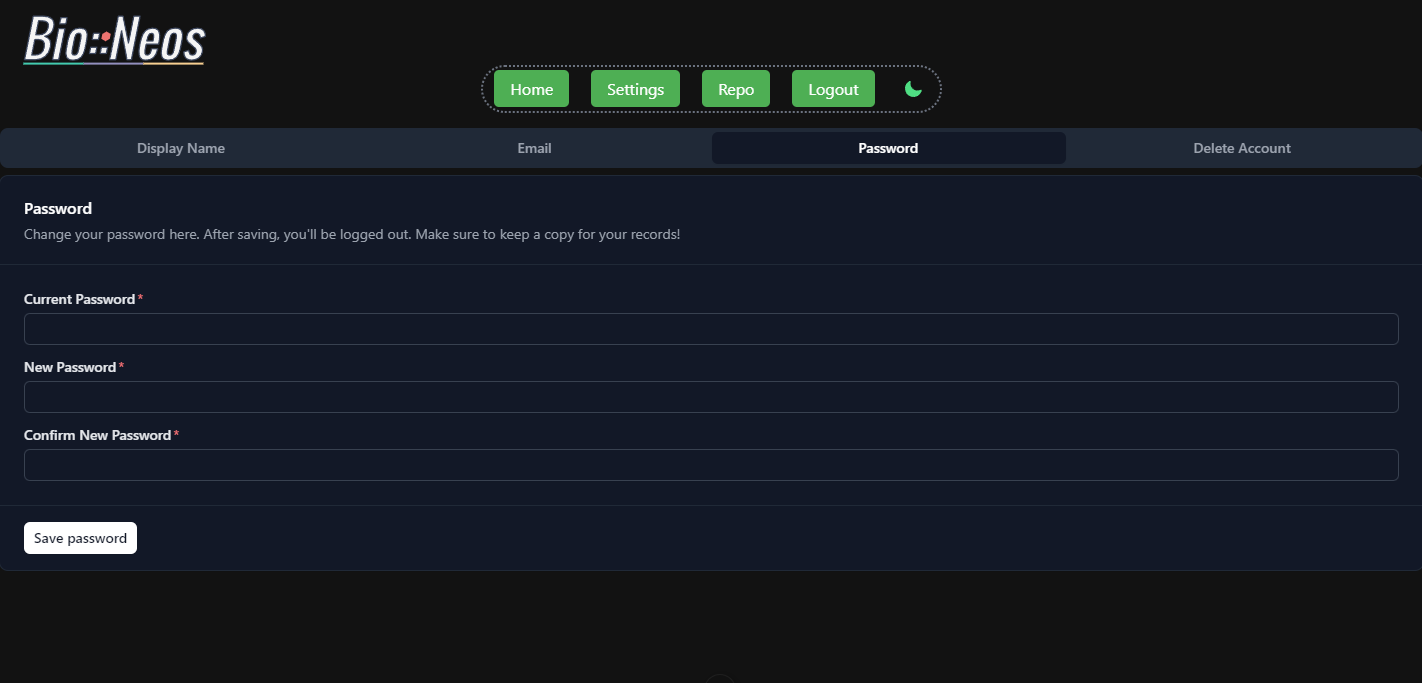 Bio::Neos
Home Settings Repo Logout
Display Name Email Password Delete Account
Password
Change your password here. After saving, you'll be logged out. Make sure to keep a copy for your records!
Current Password*
New Password*
Confirm New Password*
Save password